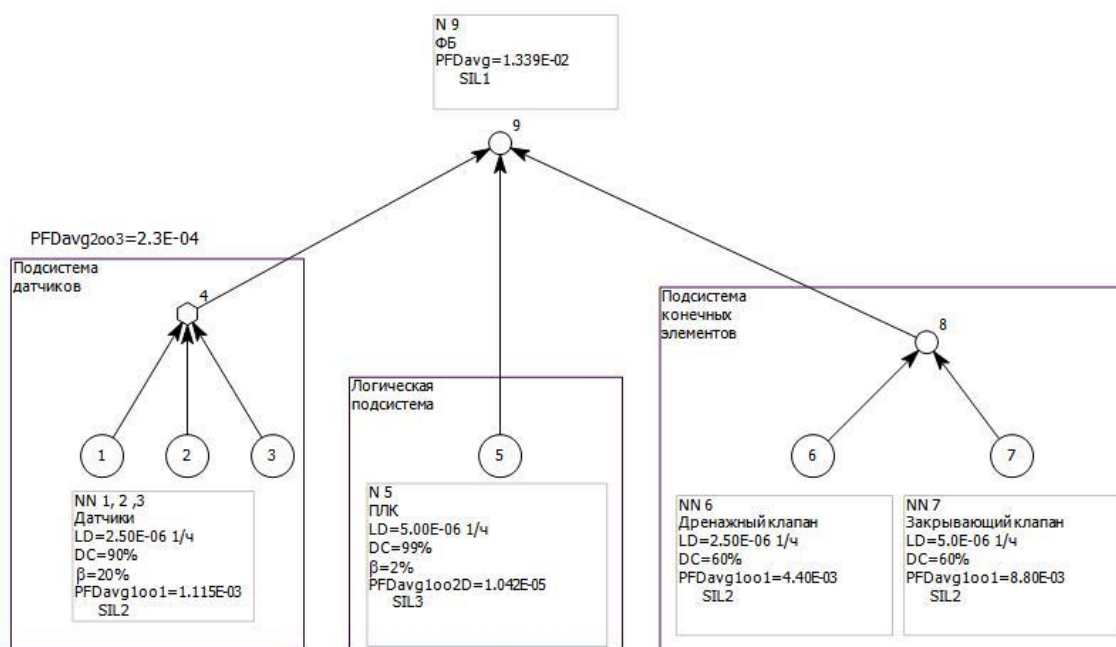 N 9
ФБ
PFDavg=1.339E-02
SIL1
9
PFDavg2oo3=2.3E-04
Подсистема
датчиков
4
1
2
3
NN 1, 2 ,3
Датчики
LD=2.50E-06 1/ч
DC=90%
β=20%
PFDavg1oo1=1.115E-03
SIL2
Логическая
подсистема
5
N 5
ПЛК
LD=5.00E-06 1/ч
DC=99%
β=2%
PFDavg1oo2D=1.042E-05
SIL3
Подсистема
конечных
элементов
8
6
7
NN 6
Дренажный клапан
LD=2.50E-06 1/ч
DC=60%
PFDavg1oo1=4.40E-03
SIL2
NN 7
Закрывающий клапан
LD=5.0E-06 1/ч
DC=60%
PFDavg1oo1=8.80E-03
SIL2